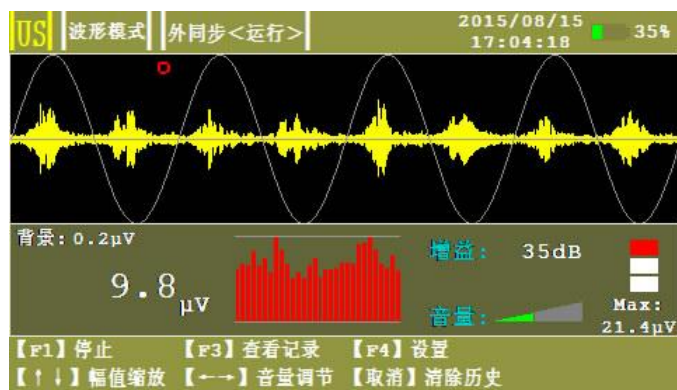 US 波形模式 外同步<运行> 2015/08/15 17:04:18 35%
背景:0.2μV
9.8μV
增益: 35dB
音量:
Max:
21.4μV
【F1】停止 【F3】查看记录 【F4】设置
【↑↓】幅值缩放 【←→】音量调节 【取消】清除历史